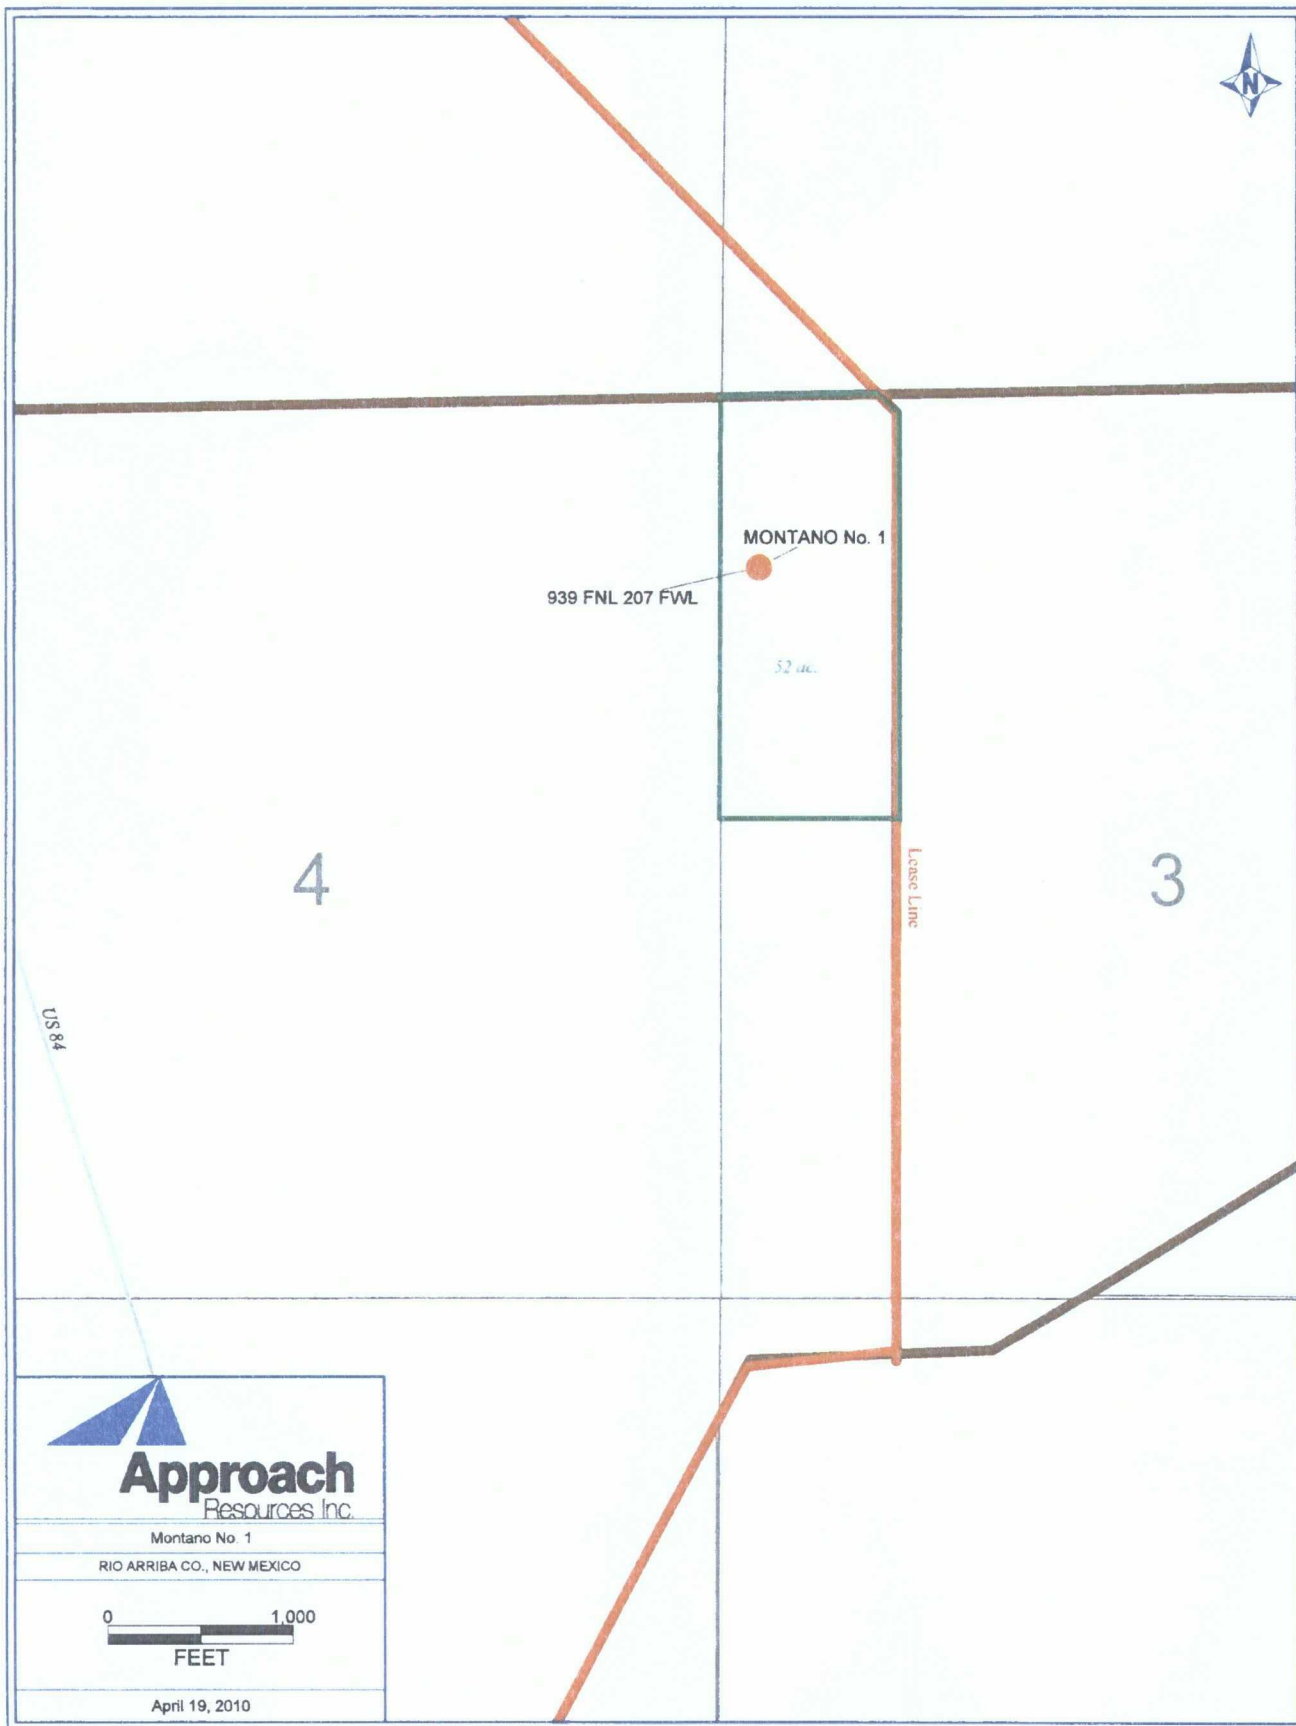 N
MONTANO No. 1
939 FNL 207 FWL
52 ac.
4
3
Lease Line
US 84
Approach
Resources Inc.
Montano No. 1
RIO ARRIBA CO., NEW MEXICO
0 1,000
FEET
April 19, 2010